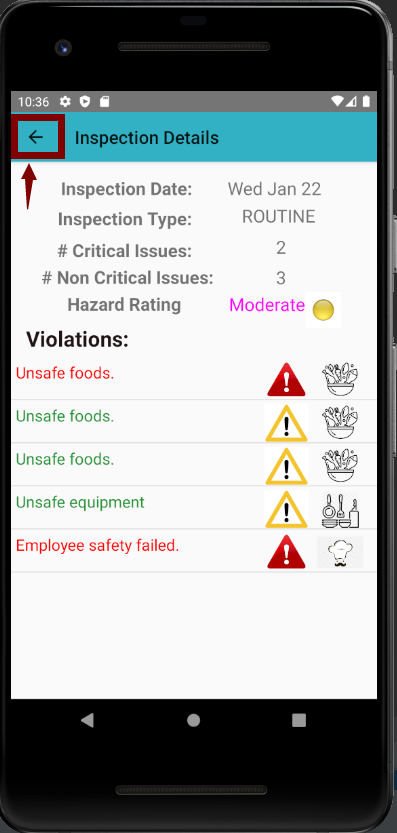 10:36
Inspection Details
Inspection Date: Wed Jan 22
Inspection Type: ROUTINE
# Critical Issues: 2
# Non Critical Issues: 3
Hazard Rating Moderate
Violations:
Unsafe foods.
Unsafe foods.
Unsafe foods.
Unsafe equipment
Employee safety failed.